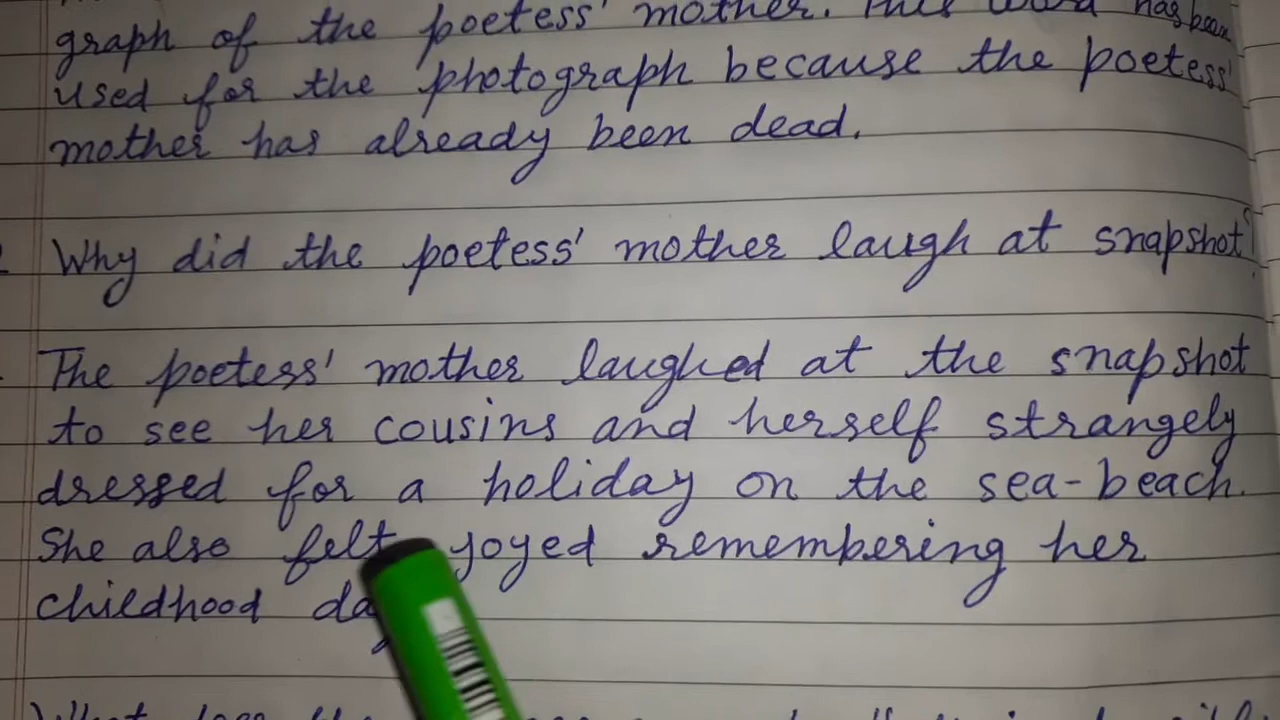 graph of the poetess' mother. This word has been
used for the photograph because the poetess'
mother has already been dead.
Why did the poetess' mother laugh at snapshot?
The poetess' mother laughed at the snapshot
to see her cousins and herself strangely
dressed for a holiday on the sea-beach.
She also felt joyed remembering her
childhood
What does the